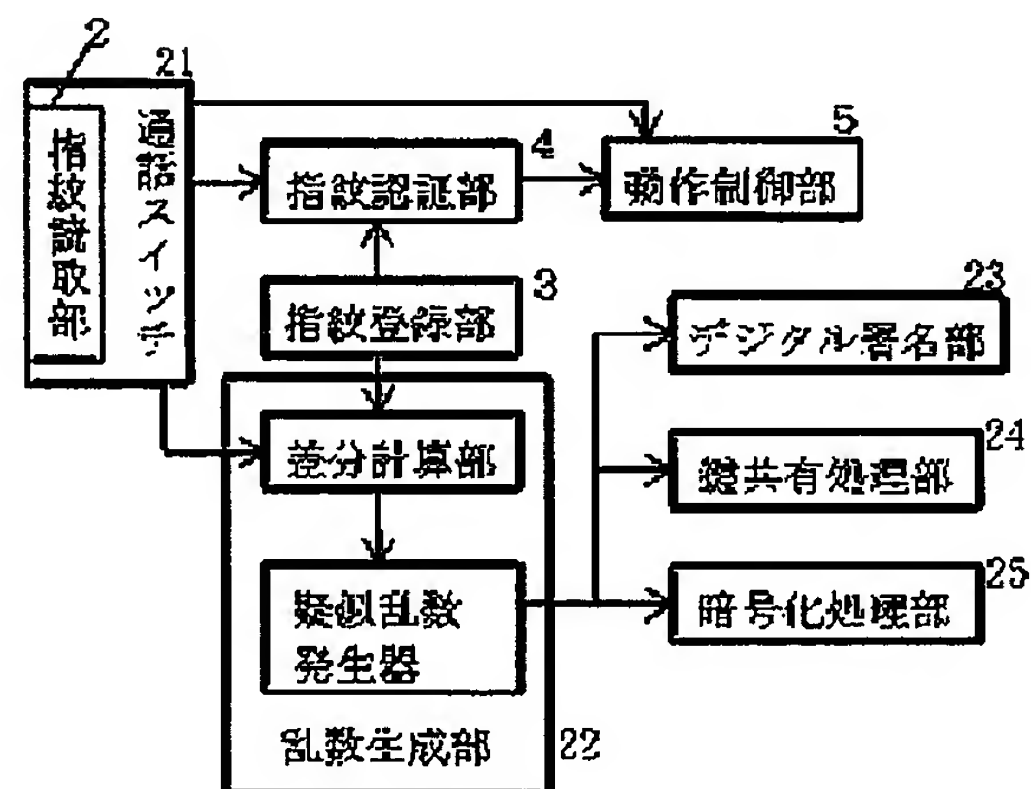 2
21
指紋読取部
通話スイッチ
4
指紋認証部
5
動作制御部
3
指紋登録部
23
デジタル署名部
差分計算部
24
鍵共有処理部
疑似乱数
発生器
25
暗号化処理部
乱数生成部
22